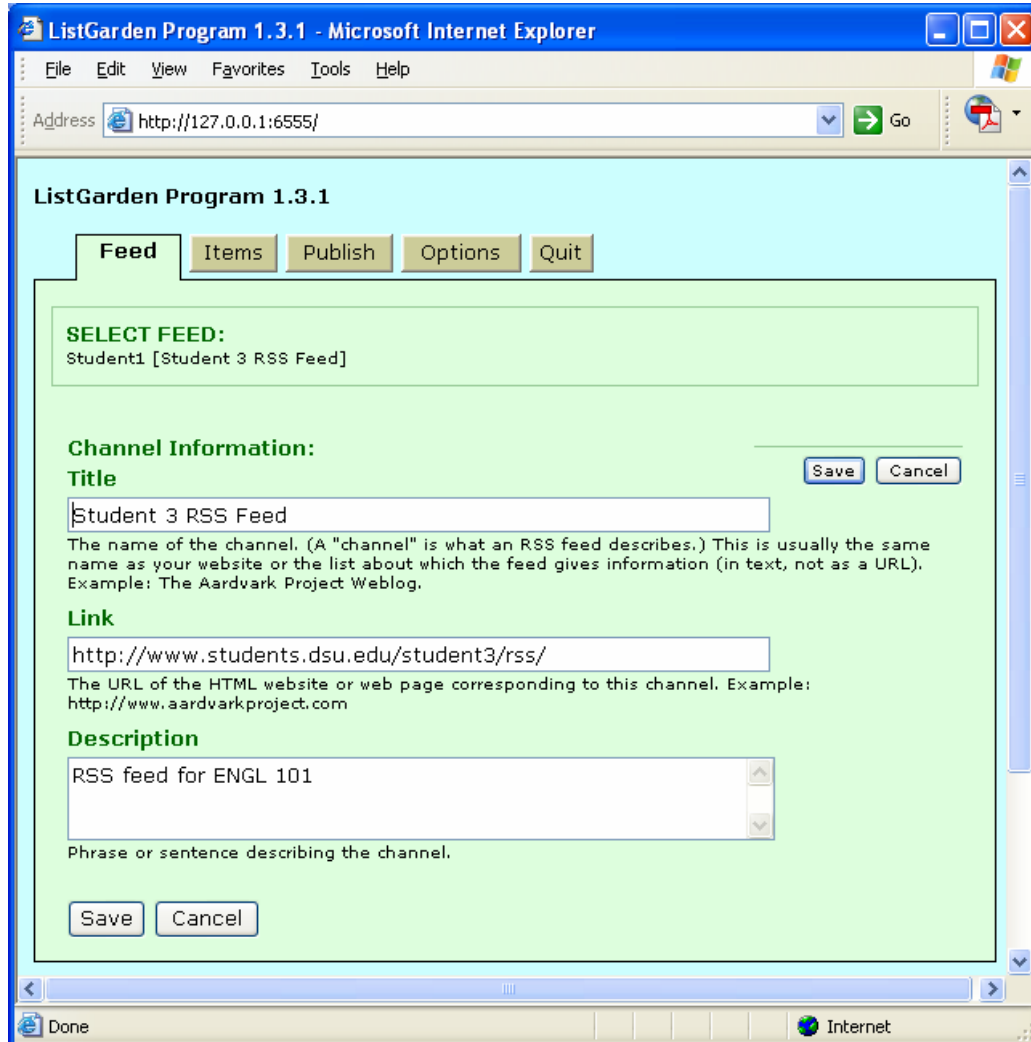 ListGarden Program 1.3.1 - Microsoft Internet Explorer
File Edit View Favorites Tools Help
Address http://127.0.0.1:6555/ Go
ListGarden Program 1.3.1
Feed Items Publish Options Quit
SELECT FEED:
Student1 [Student 3 RSS Feed]
Channel Information:
Save Cancel
Title
Student 3 RSS Feed
The name of the channel. (A "channel" is what an RSS feed describes.) This is usually the same
name as your website or the list about which the feed gives information (in text, not as a URL).
Example: The Aardvark Project Weblog.
Link
http://www.students.dsu.edu/student3/rss/
The URL of the HTML website or web page corresponding to this channel. Example:
http://www.aardvarkproject.com
Description
RSS feed for ENGL 101
Phrase or sentence describing the channel.
Save Cancel
Done Internet